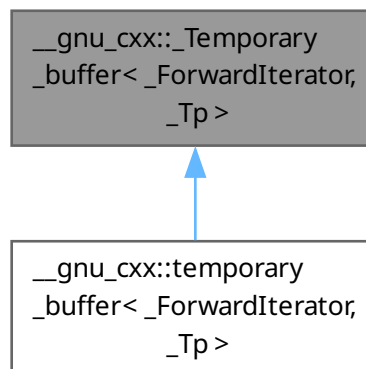 __gnu_cxx::_Temporary
_buffer< _ForwardIterator,
_Tp >
__gnu_cxx::temporary
_buffer< _ForwardIterator,
_Tp >